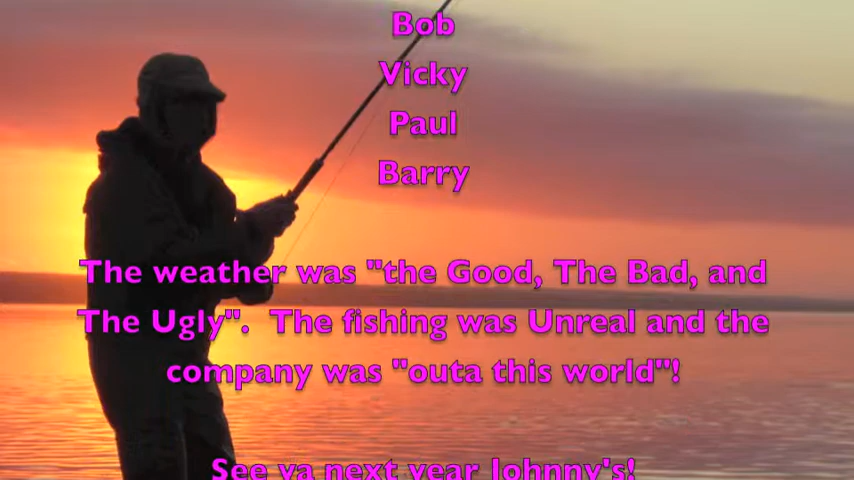 Bob
Vicky
Paul
Barry
The weather was "the Good, The Bad, and
The Ugly".  The fishing was Unreal and the
company was "outa this world"!
See ya next year Johnny's!